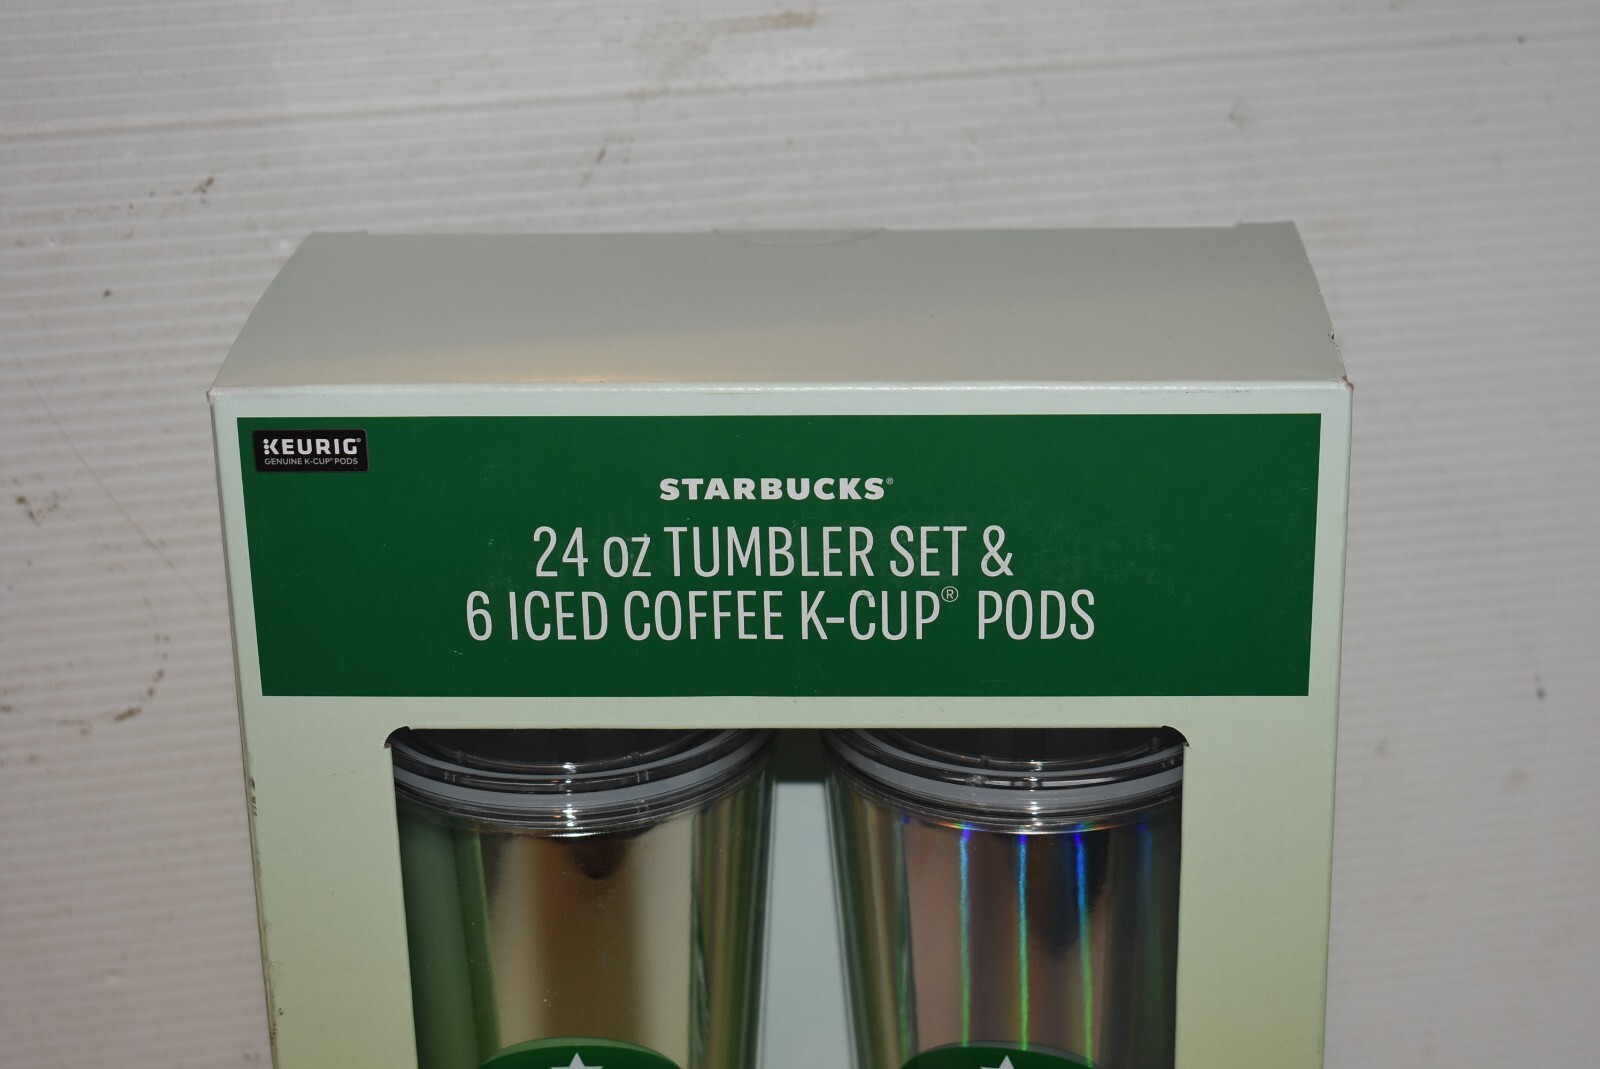 KEURIG®
GENUINE K-CUP® PODS
STARBUCKS®
24 oz TUMBLER SET &
6 ICED COFFEE K-CUP® PODS